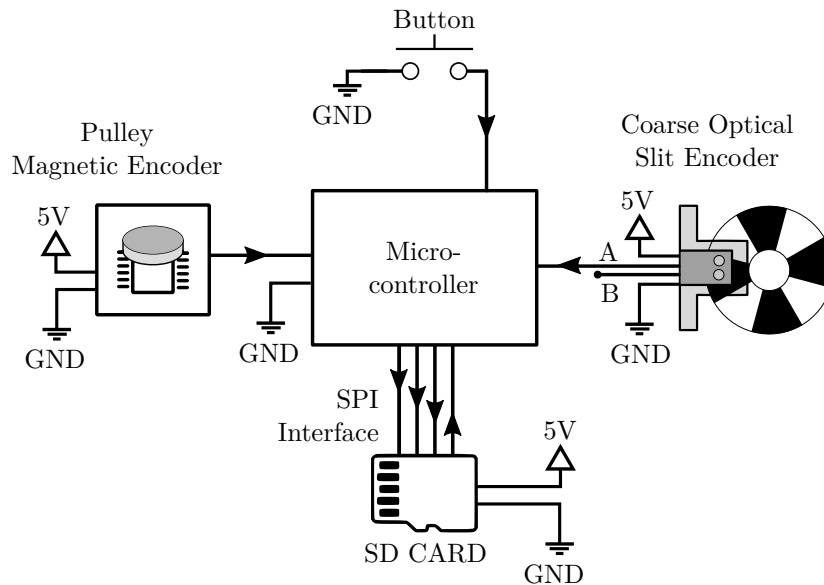 Button
GND
Pulley
Magnetic Encoder
Coarse Optical
Slit Encoder
5V
5V
Micro-
controller
A
B
GND
GND
GND
SPI
Interface
5V
SD CARD
GND